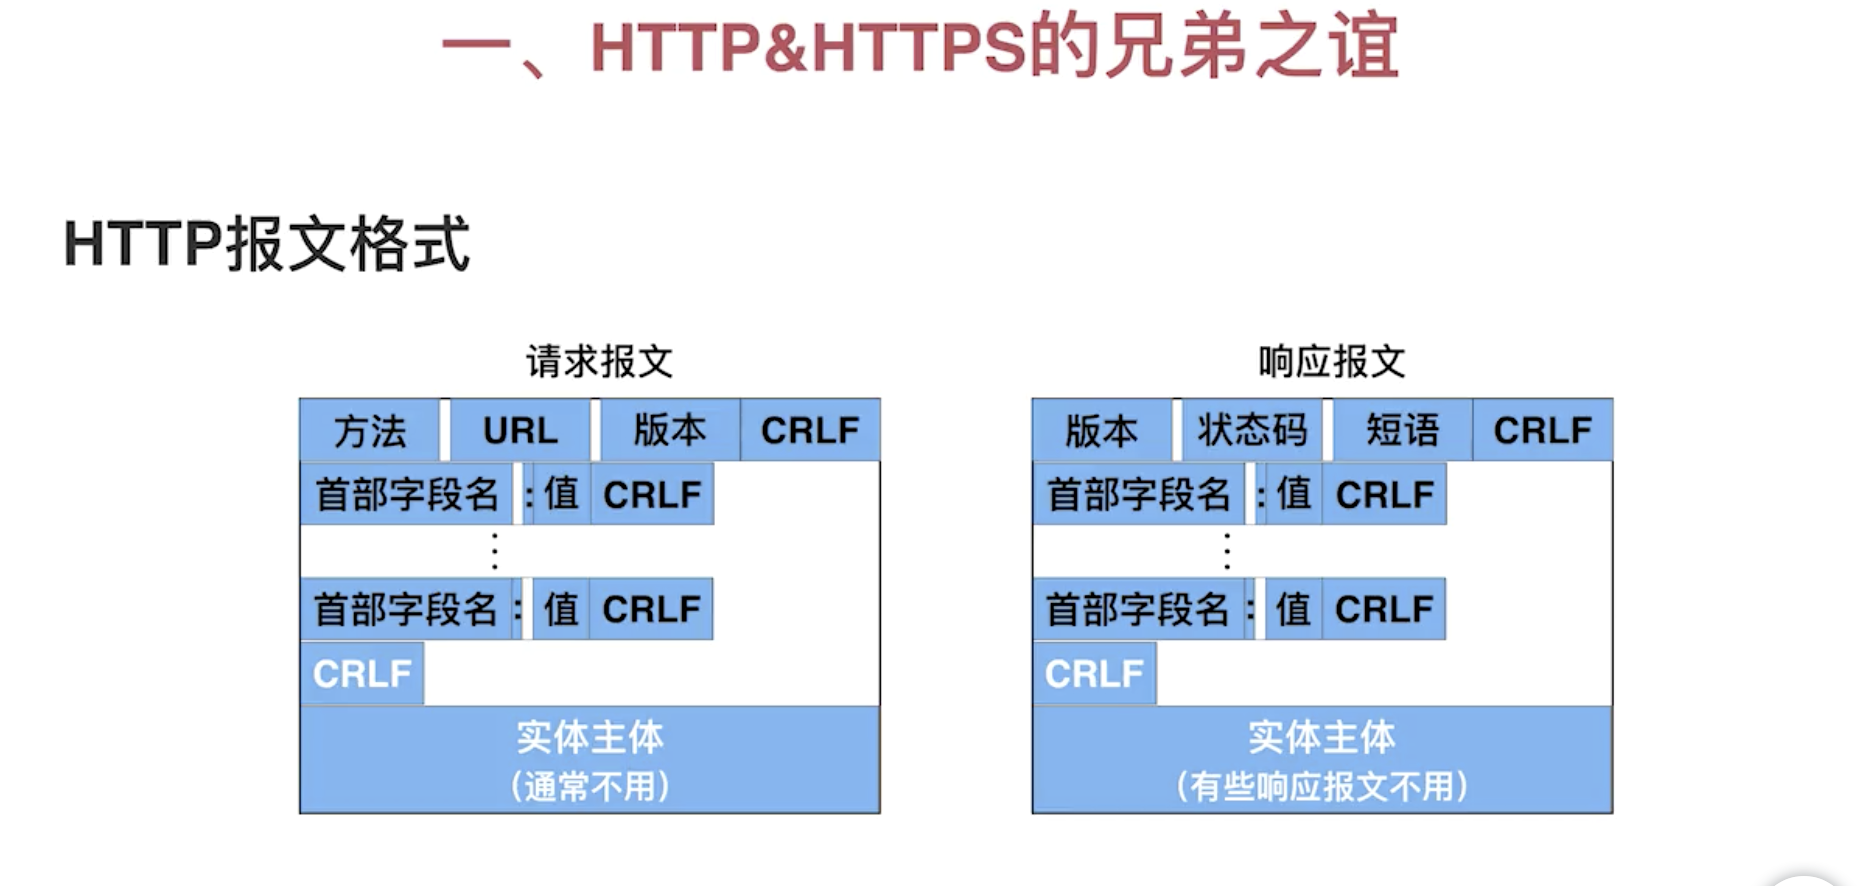 一、HTTP&HTTPS的兄弟之谊
HTTP报文格式
请求报文
方法 URL 版本 CRLF
首部字段名 : 值 CRLF
⋮
首部字段名 : 值 CRLF
CRLF
实体主体
(通常不用)
响应报文
版本 状态码 短语 CRLF
首部字段名 : 值 CRLF
⋮
首部字段名 : 值 CRLF
CRLF
实体主体
(有些响应报文不用)